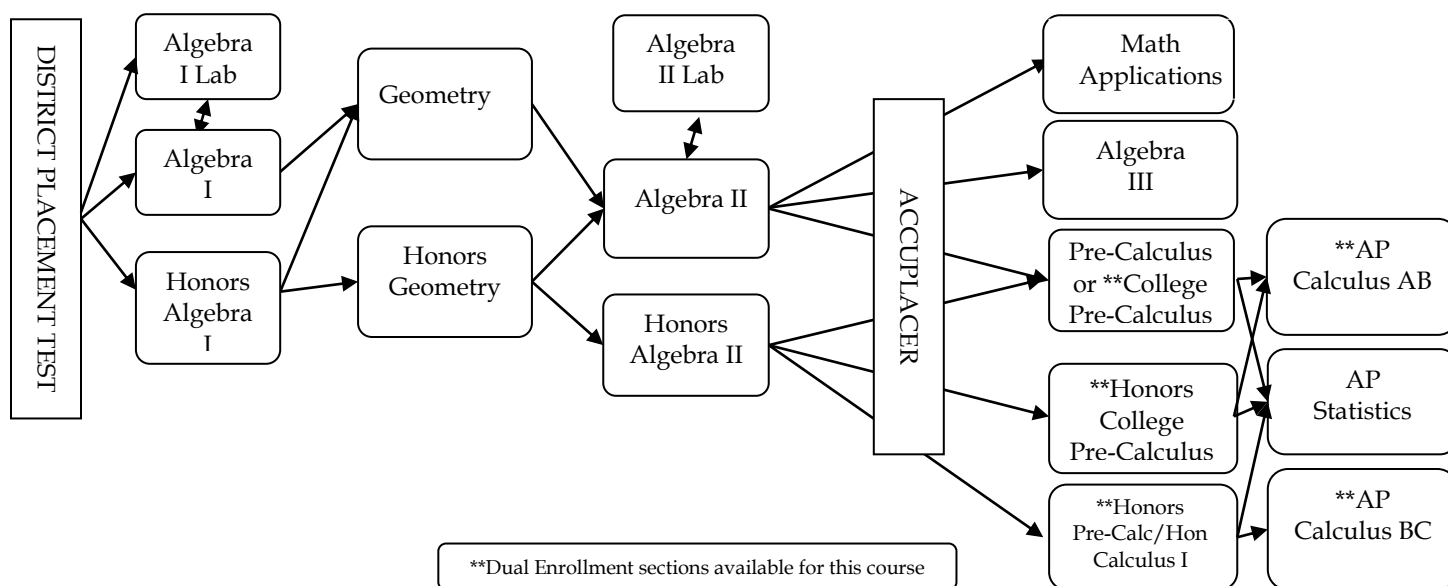 DISTRICT PLACEMENT TEST
Algebra
I Lab
Algebra
I
Honors
Algebra
I
Geometry
Honors
Geometry
Algebra
II Lab
Algebra II
Honors
Algebra II
ACCUPLACER
Math
Applications
Algebra
III
Pre-Calculus
or **College
Pre-Calculus
**Honors
College
Pre-Calculus
**Honors
Pre-Calc/Hon
Calculus I
**AP
Calculus AB
AP
Statistics
**AP
Calculus BC
**Dual Enrollment sections available for this course